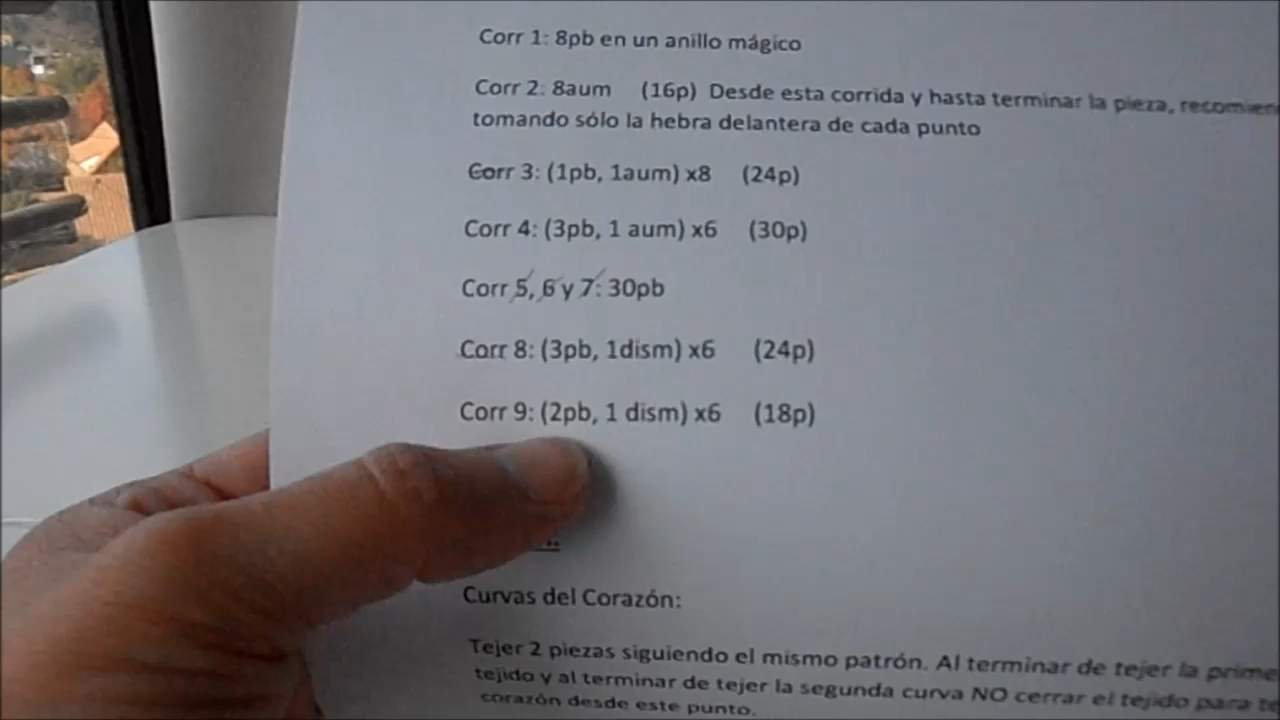 Corr 1: 8pb en un anillo mágico
Corr 2: 8aum (16p) Desde esta corrida y hasta terminar la pieza,
tomando sólo la hebra delantera de cada punto
Corr 3: (1pb, 1aum) x8 (24p)
Corr 4: (3pb, 1 aum) x6 (30p)
Corr 5, 6 y 7: 30pb
Corr 8: (3pb, 1dism) x6 (24p)
Corr 9: (2pb, 1 dism) x6 (18p)
Curvas del Corazón:
Tejer 2 piezas siguiendo el mismo patrón. Al terminar de tejer la
tejido y al terminar de tejer la segunda curva NO cerrar el tejido para
corazón desde este punto.